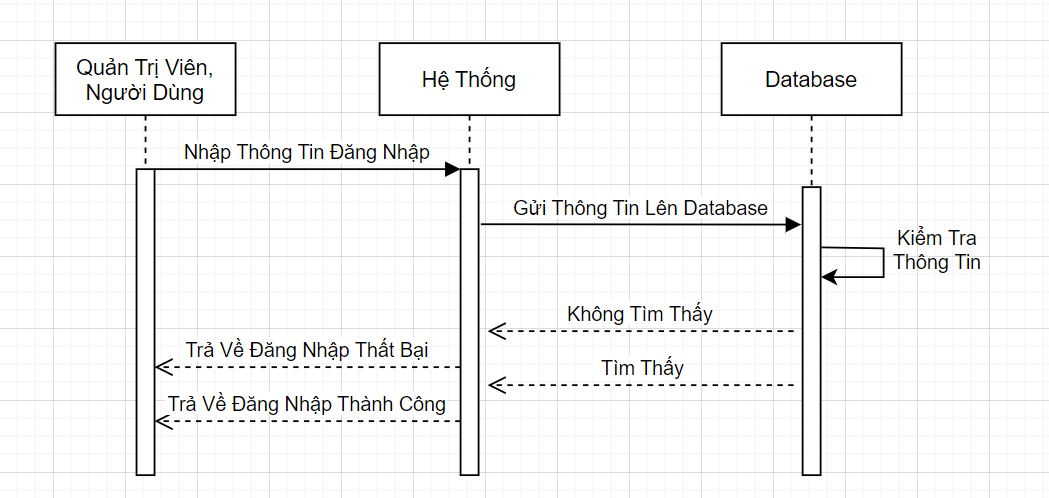 Quản Trị Viên,
Người Dùng
Hệ Thống
Database
Nhập Thông Tin Đăng Nhập
Gửi Thông Tin Lên Database
Kiểm Tra
Thông Tin
Không Tìm Thấy
Trả Về Đăng Nhập Thất Bại
Tìm Thấy
Trả Về Đăng Nhập Thành Công